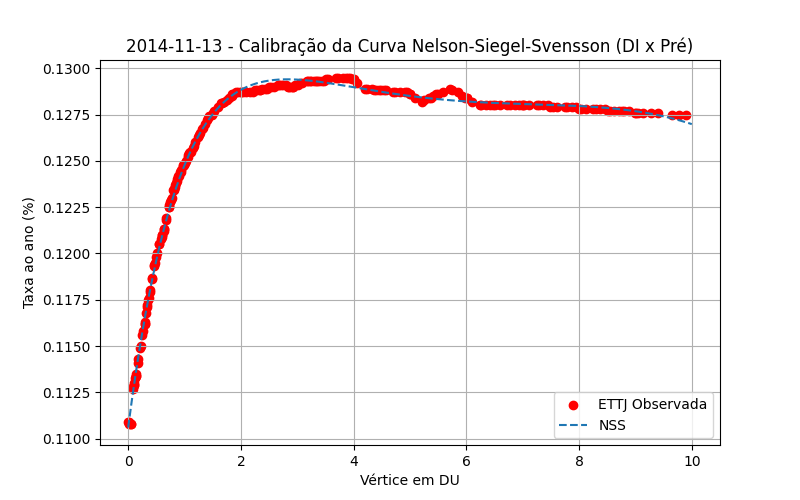 2014-11-13 - Calibração da Curva Nelson-Siegel-Svensson (DI x Pré)
Taxa ao ano (%)
0.1300
0.1275
0.1250
0.1225
0.1200
0.1175
0.1150
0.1125
0.1100
ETTJ Observada
NSS
0 2 4 6 8 10
Vértice em DU